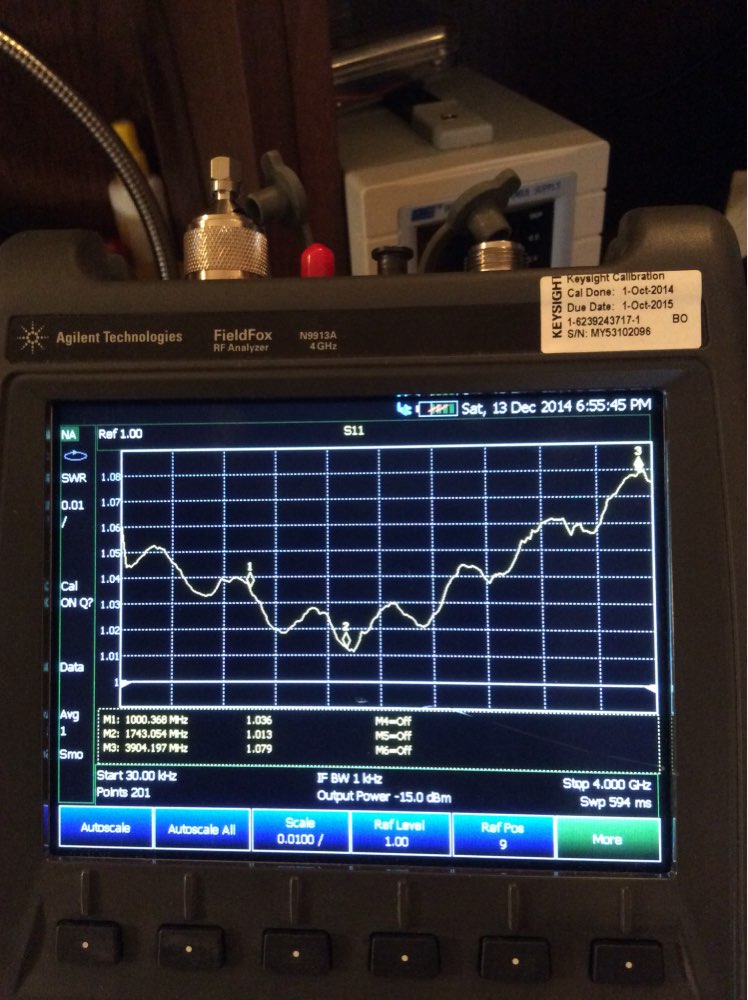 SUPPLY
KEYSIGHT
Keysight Calibration
Cal Done: 1-Oct-2014
Due Date: 1-Oct-2015
1-6239243717-1 BO
S/N: MY53102096
Agilent Technologies
FieldFox
RF Analyzer
N9913A
4 GHz
Sat, 13 Dec 2014 6:55:45 PM
NA
Ref 1.00
S11
SWR
0.01
/
Cal
ON Q?
Data
Avg
1
Smo
1.08
1.07
1.06
1.05
1.04
1.03
1.02
1.01
1
1
2
3
M1: 1000.368 MHz 1.036 M4=Off
M2: 1743.054 MHz 1.013 M5=Off
M3: 3904.197 MHz 1.079 M6=Off
Start 30.00 kHz IF BW 1 kHz Stop 4.000 GHz
Points 201 Output Power -15.0 dBm Swp 594 ms
Autoscale
Autoscale All
Scale
0.0100 /
Ref Level
1.00
Ref Pos
9
More